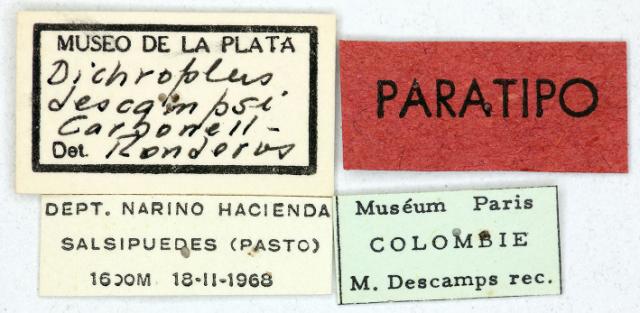 MUSEO DE LA PLATA
Dichroplus
descampsi
Carbonell-
Det. Ronderos
PARATIPO
DEPT. NARINO HACIENDA
SALSIPUEDES (PASTO)
1600M 18-II-1968
Muséum Paris
COLOMBIE
M. Descamps rec.